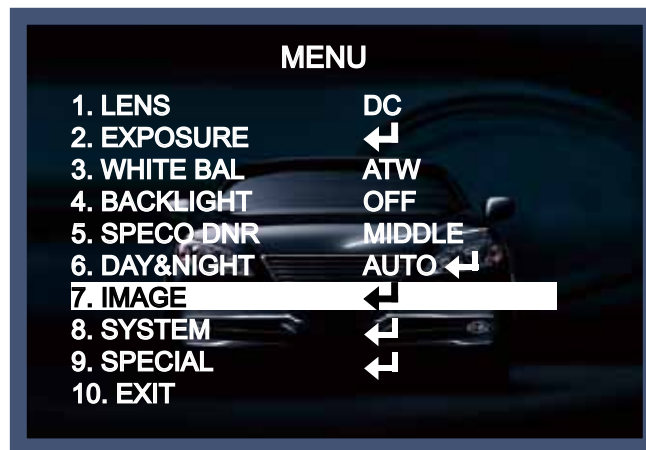 MENU
1. LENS DC
2. EXPOSURE ↵
3. WHITE BAL ATW
4. BACKLIGHT OFF
5. SPECO DNR MIDDLE
6. DAY&NIGHT AUTO ↵
7. IMAGE ↵
8. SYSTEM ↵
9. SPECIAL ↵
10. EXIT